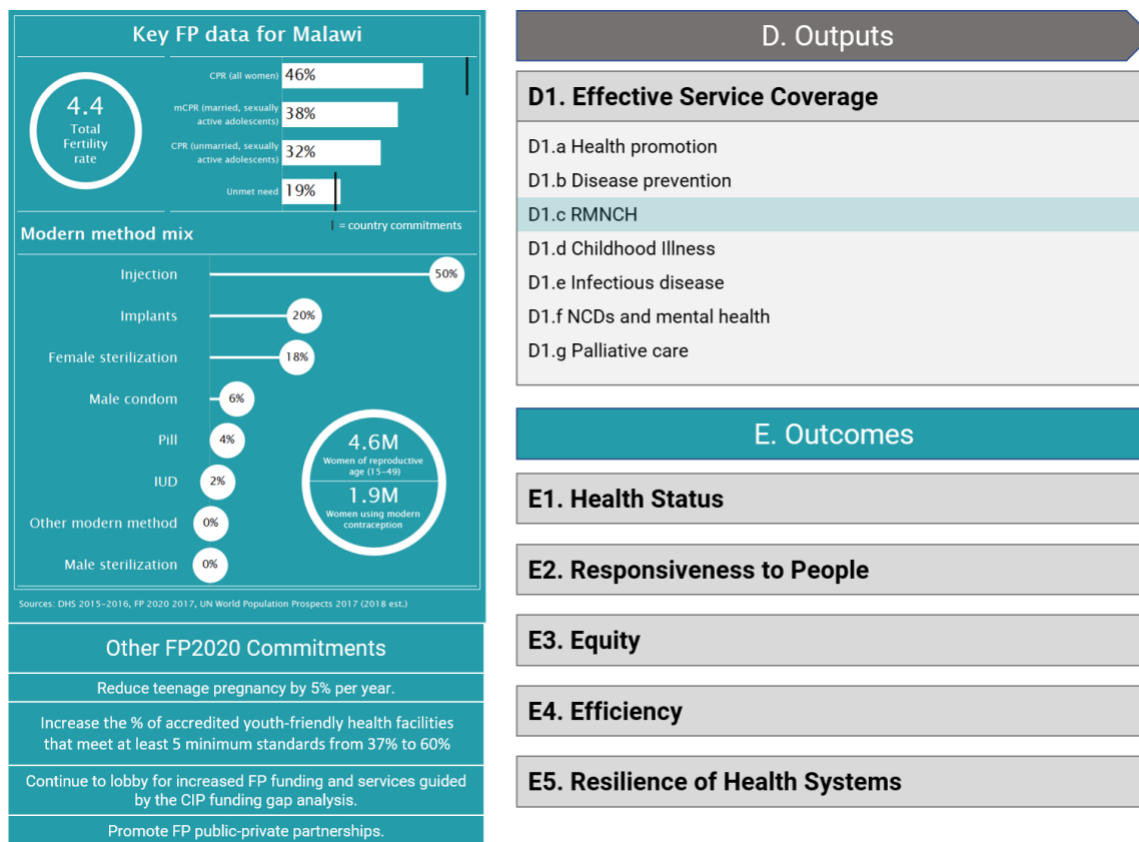 Key FP data for Malawi
4.4
Total
Fertility
rate
CPR (all women)
46%
mCPR (married, sexually
active adolescents)
38%
CPR (unmarried, sexually
active adolescents)
32%
Unmet need
19%
| = country commitments
Modern method mix
Injection
50%
Implants
20%
Female sterilization
18%
Male condom
6%
Pill
4%
IUD
2%
Other modern method
0%
Male sterilization
0%
4.6M
Women of reproductive
age (15–49)
1.9M
Women using modern
contraception
Sources: DHS 2015–2016, FP 2020 2017, UN World Population Prospects 2017 (2018 est.)
Other FP2020 Commitments
Reduce teenage pregnancy by 5% per year.
Increase the % of accredited youth-friendly health facilities
that meet at least 5 minimum standards from 37% to 60%
Continue to lobby for increased FP funding and services guided
by the CIP funding gap analysis.
Promote FP public-private partnerships.
D. Outputs
D1. Effective Service Coverage
D1.a Health promotion
D1.b Disease prevention
D1.c RMNCH
D1.d Childhood Illness
D1.e Infectious disease
D1.f NCDs and mental health
D1.g Palliative care
E. Outcomes
E1. Health Status
E2. Responsiveness to People
E3. Equity
E4. Efficiency
E5. Resilience of Health Systems